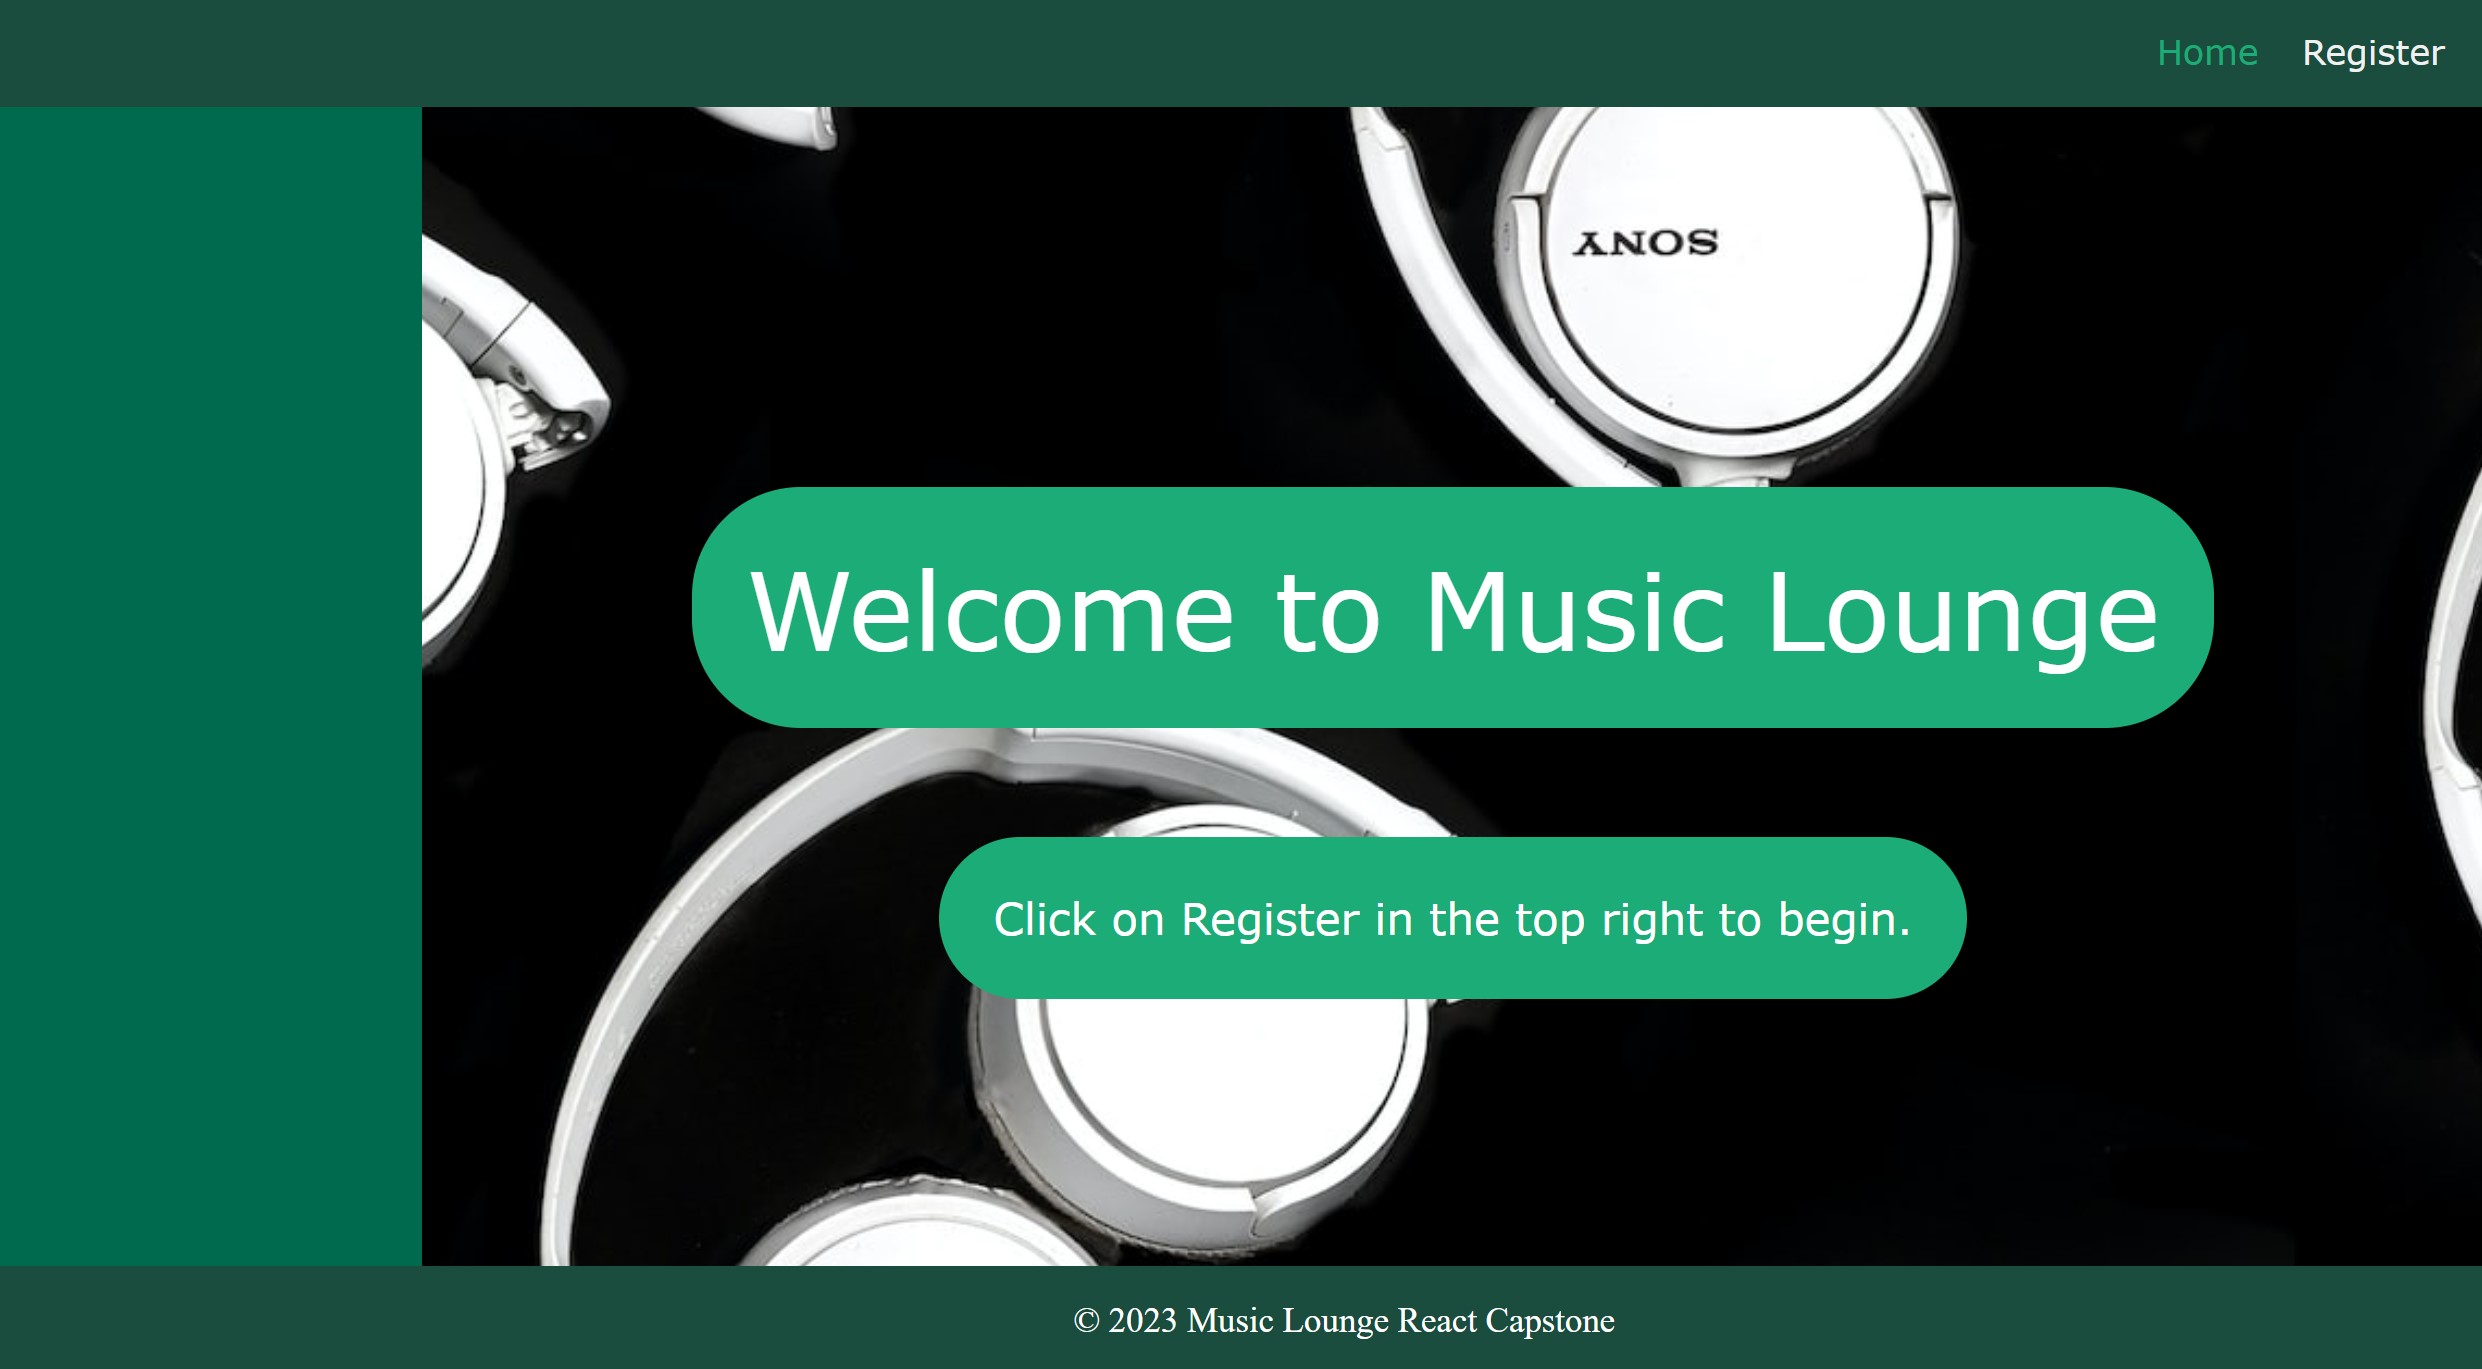 Home Register
SONY
Welcome to Music Lounge
Click on Register in the top right to begin.
© 2023 Music Lounge React Capstone